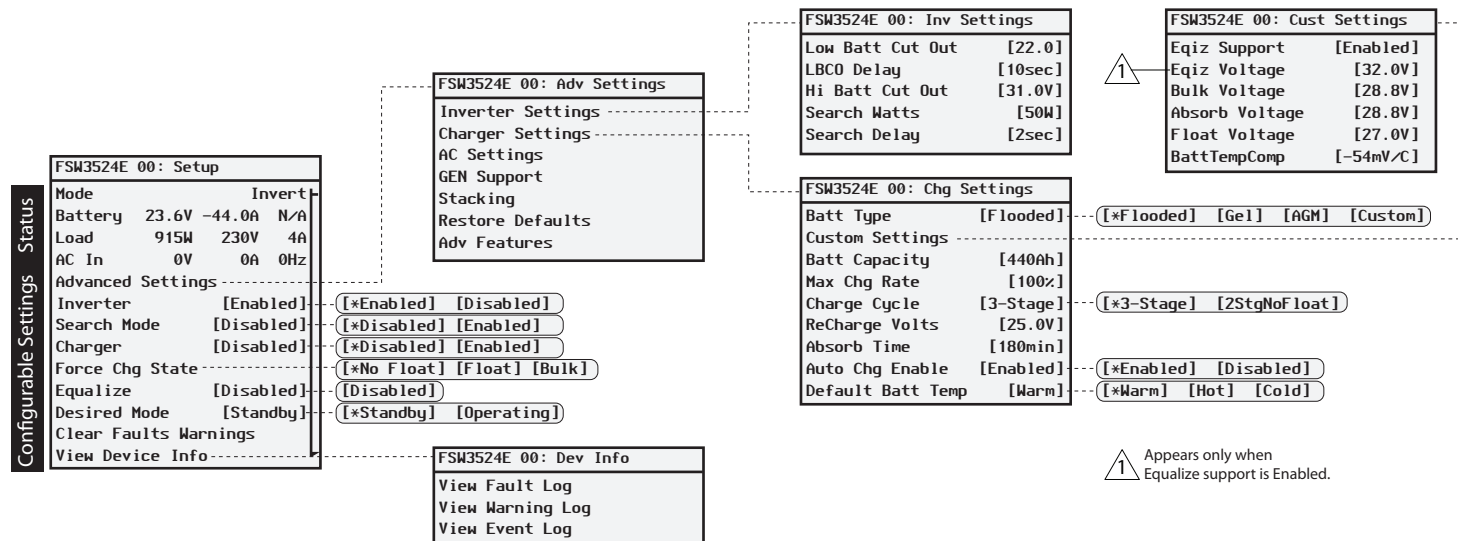 Configurable Settings Status
FSW3524E 00: Setup
Mode Invert
Battery 23.6V -44.0A N/A
Load 915W 230V 4A
AC In 0V 0A 0Hz
Advanced Settings
Inverter [Enabled] [*Enabled] [Disabled]
Search Mode [Disabled] [*Disabled] [Enabled]
Charger [Disabled] [*Disabled] [Enabled]
Force Chg State [*No Float] [Float] [Bulk]
Equalize [Disabled] [Disabled]
Desired Mode [Standby] [*Standby] [Operating]
Clear Faults Warnings
View Device Info
FSW3524E 00: Adv Settings
Inverter Settings
Charger Settings
AC Settings
GEN Support
Stacking
Restore Defaults
Adv Features
FSW3524E 00: Dev Info
View Fault Log
View Warning Log
View Event Log
FSW3524E 00: Inv Settings
Low Batt Cut Out [22.0]
LBCO Delay [10sec]
Hi Batt Cut Out [31.0V]
Search Watts [50W]
Search Delay [2sec]
FSW3524E 00: Chg Settings
Batt Type [Flooded] [*Flooded] [Gel] [AGM] [Custom]
Custom Settings
Batt Capacity [440Ah]
Max Chg Rate [100%]
Charge Cycle [3-Stage] [*3-Stage] [2StgNoFloat]
ReCharge Volts [25.0V]
Absorb Time [180min]
Auto Chg Enable [Enabled] [*Enabled] [Disabled]
Default Batt Temp [Warm] [*Warm] [Hot] [Cold]
FSW3524E 00: Cust Settings
Eqiz Support [Enabled]
1 Eqiz Voltage [32.0V]
Bulk Voltage [28.8V]
Absorb Voltage [28.8V]
Float Voltage [27.0V]
BattTempComp [-54mV/C]
1 Appears only when
Equalize support is Enabled.